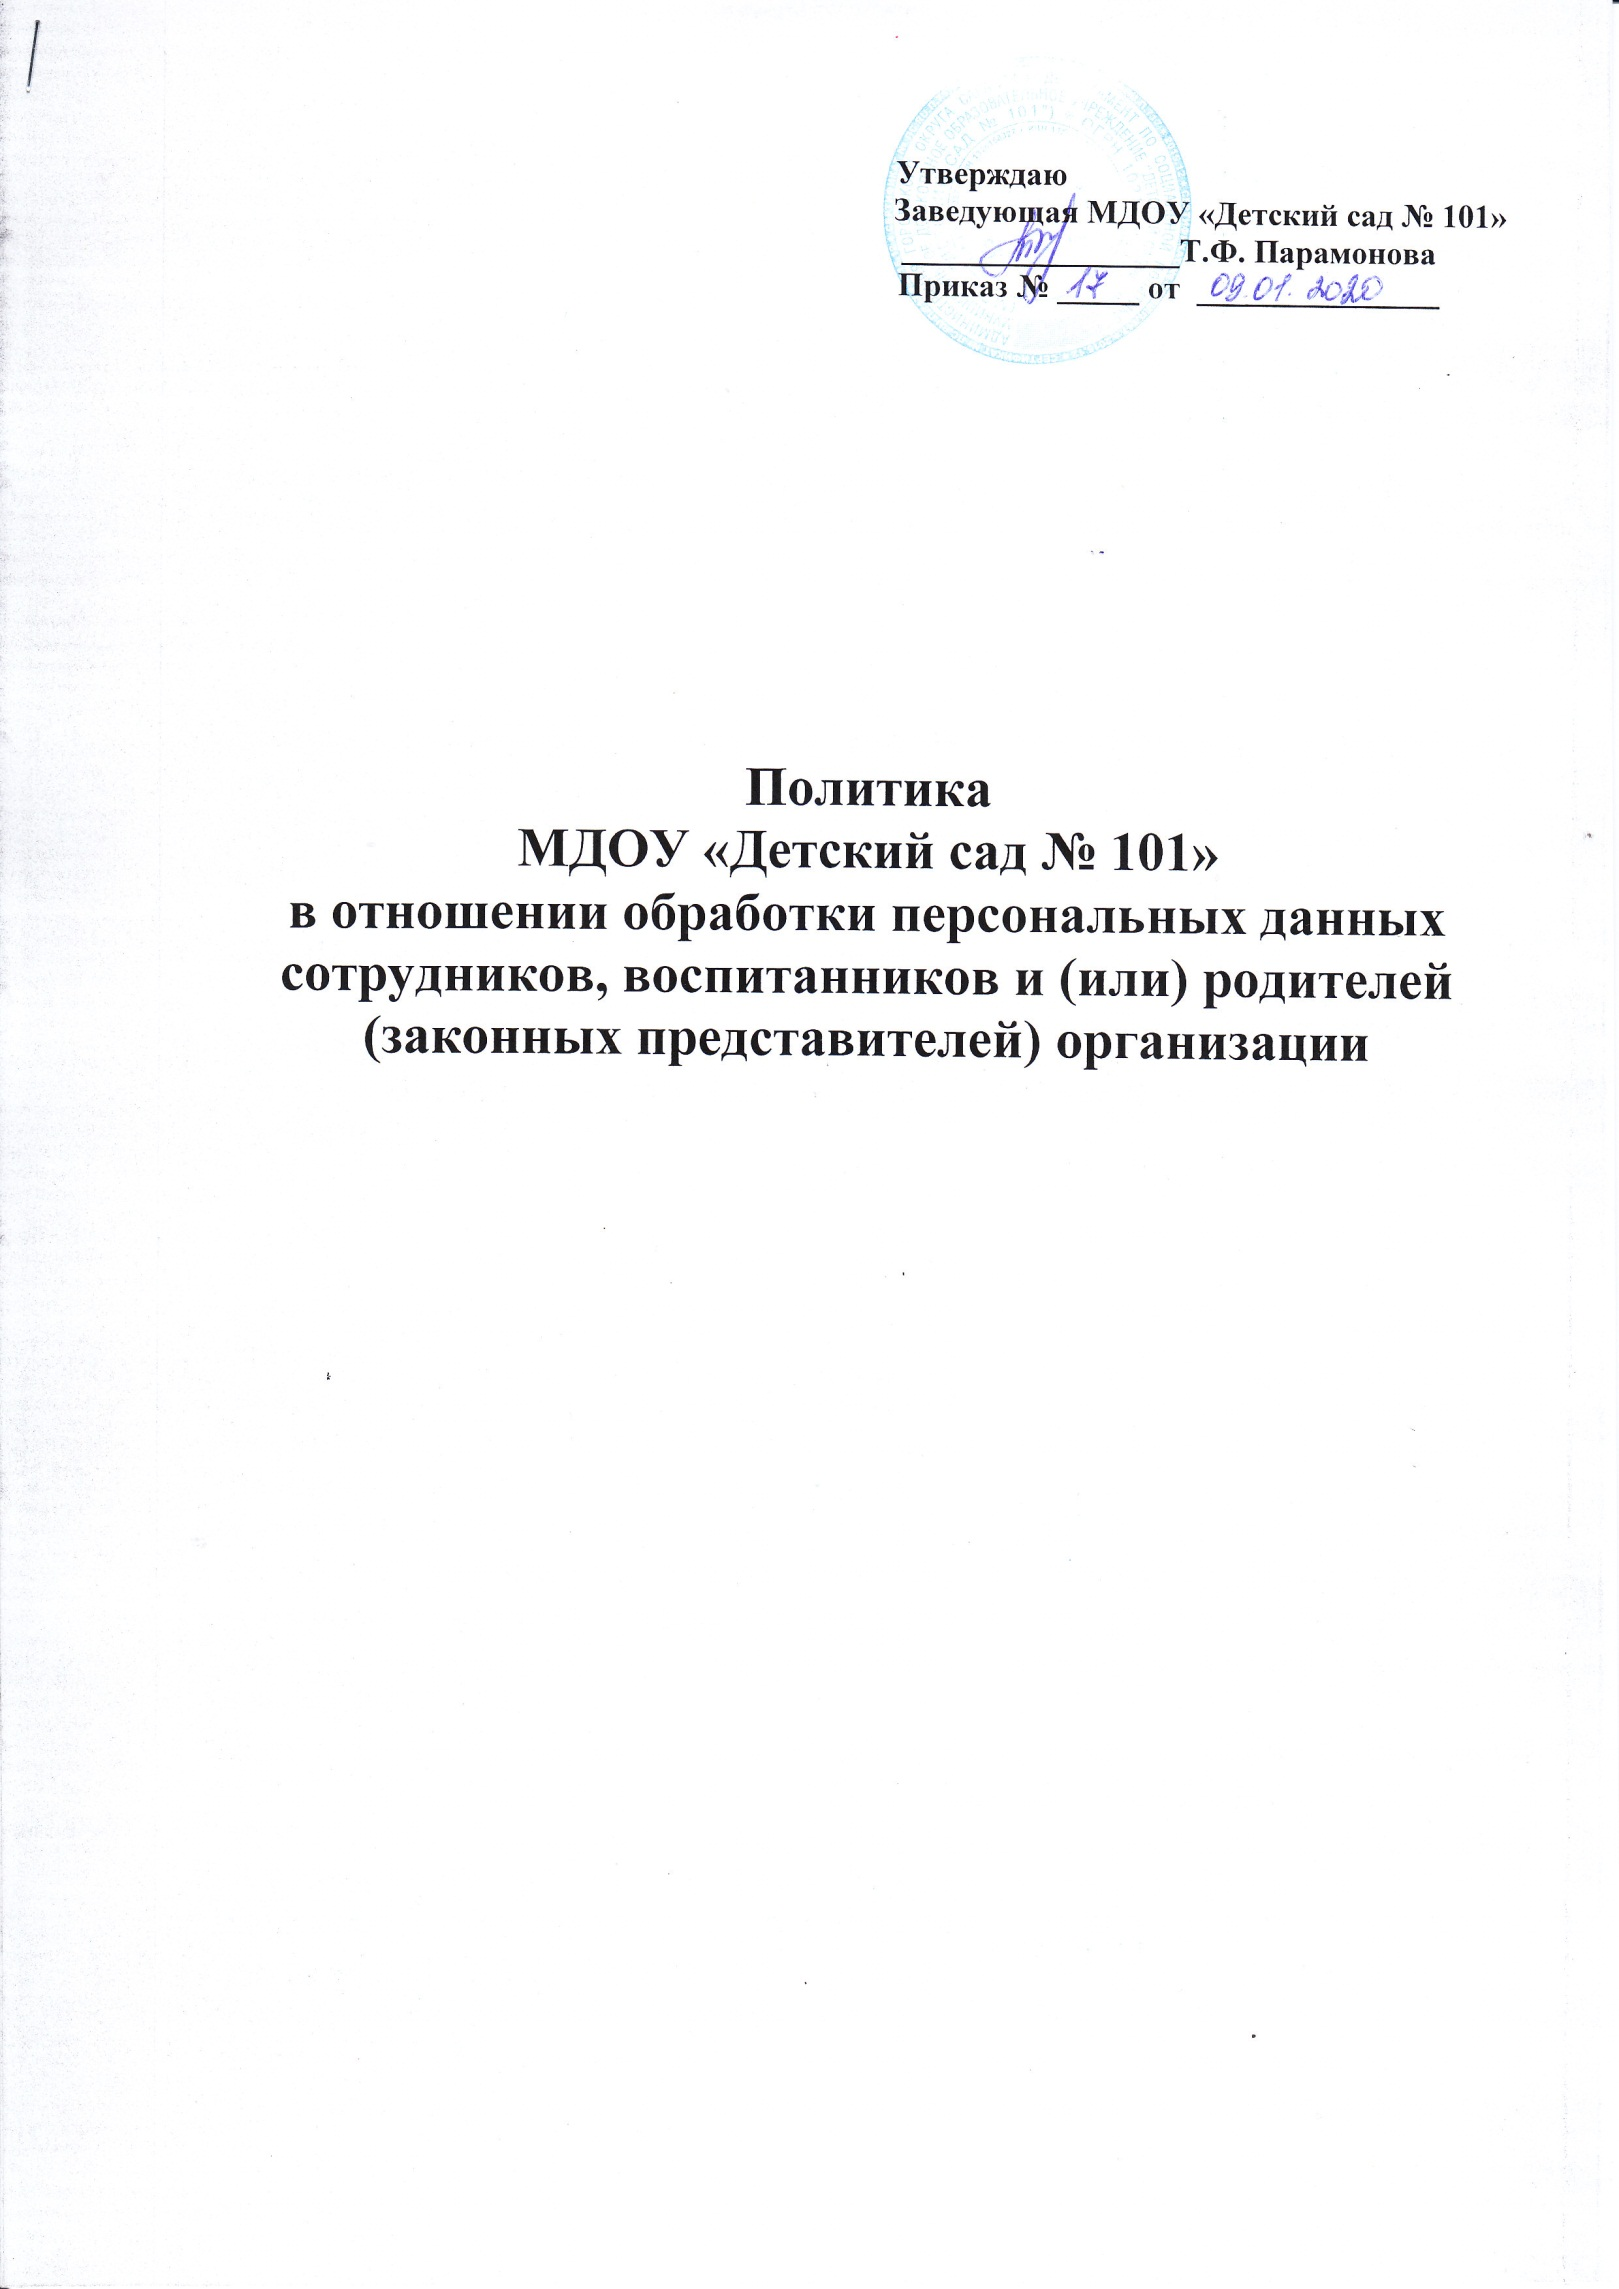 Утверждаю
Заведующая МДОУ «Детский сад № 101»
____________________Т.Ф. Парамонова
Приказ № 17 от 09.01.2020
Политика
МДОУ «Детский сад № 101»
в отношении обработки персональных данных
сотрудников, воспитанников и (или) родителей
(законных представителей) организации